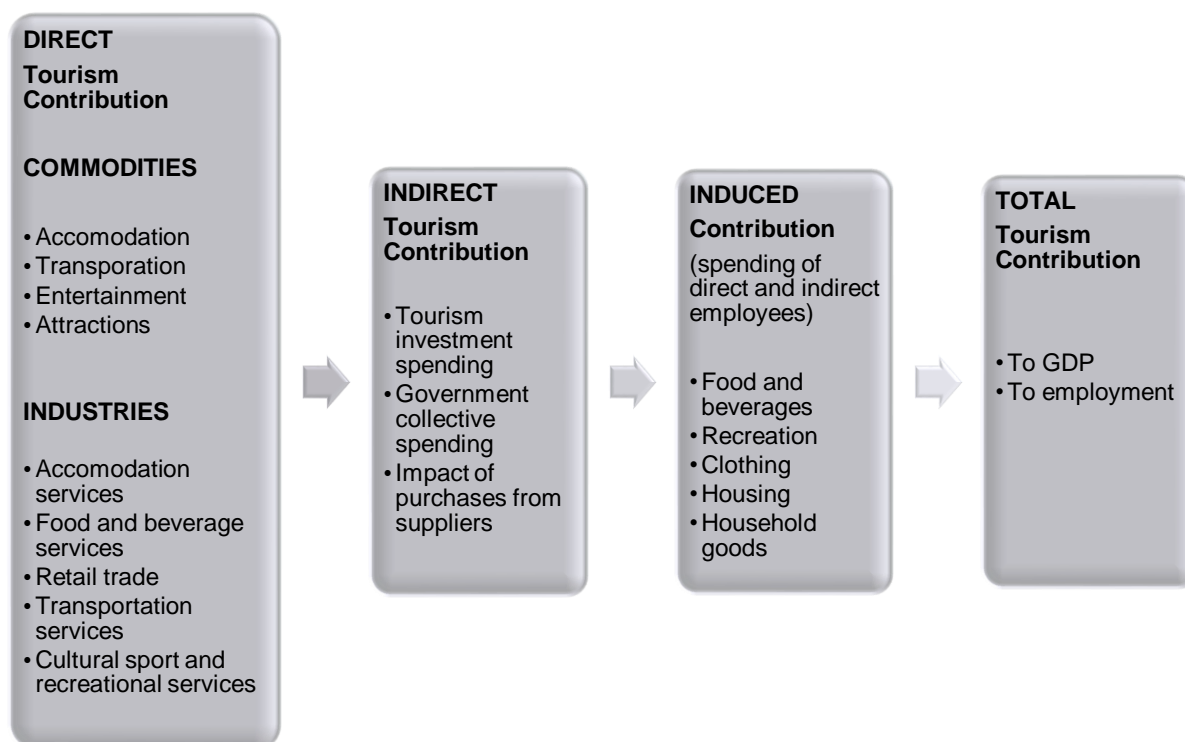 DIRECT
Tourism
Contribution
COMMODITIES
• Accomodation
• Transporation
• Entertainment
• Attractions
INDUSTRIES
• Accomodation
services
• Food and beverage
services
• Retail trade
• Transportation
services
• Cultural sport and
recreational services
INDIRECT
Tourism
Contribution
• Tourism
investment
spending
• Government
collective
spending
• Impact of
purchases from
suppliers
INDUCED
Contribution
(spending of
direct and indirect
employees)
• Food and
beverages
• Recreation
• Clothing
• Housing
• Household
goods
TOTAL
Tourism
Contribution
• To GDP
• To employment